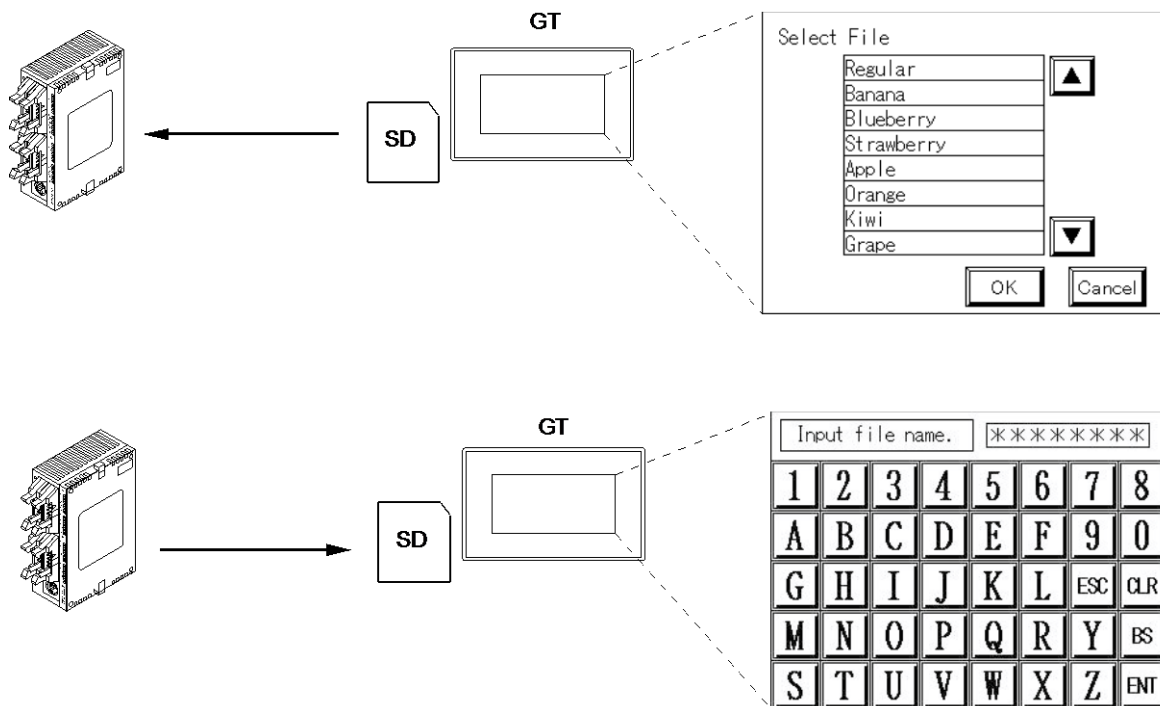 GT
SD
Select File
Regular
Banana
Blueberry
Strawberry
Apple
Orange
Kiwi
Grape
▲
▼
OK Cancel
GT
SD
Input file name. ********
1 2 3 4 5 6 7 8
A B C D E F 9 0
G H I J K L ESC CLR
M N O P Q R Y BS
S T U V W X Z ENT